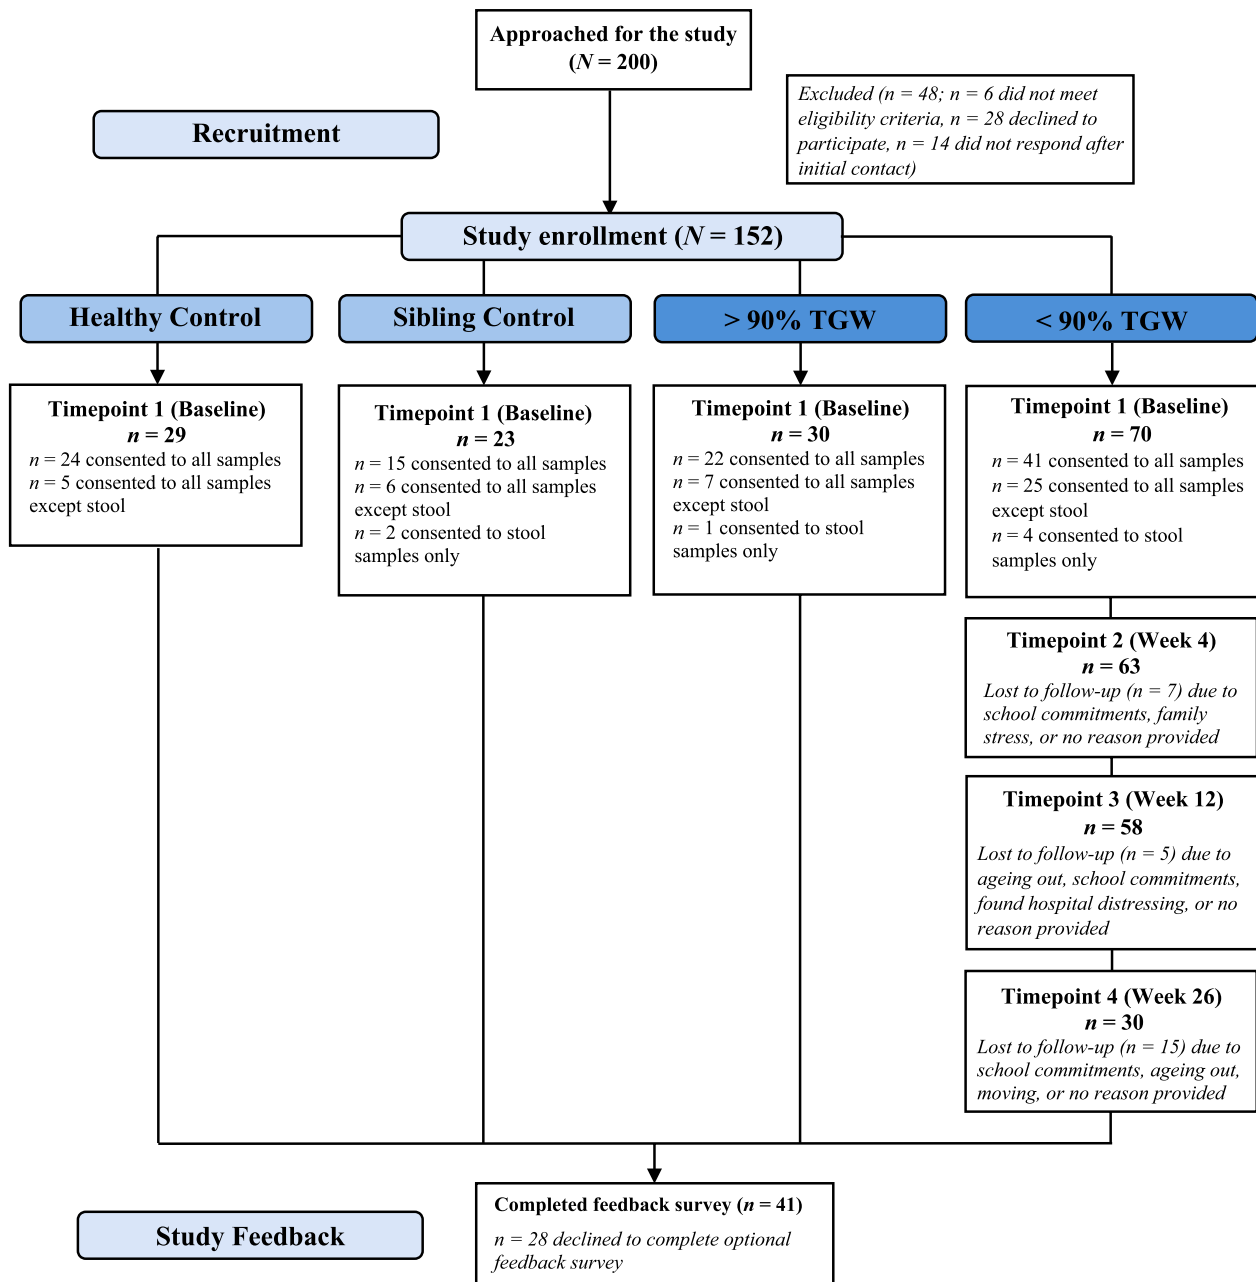 Approached for the study
(N = 200)
Excluded (n = 48; n = 6 did not meet
eligibility criteria, n = 28 declined to
participate, n = 14 did not respond after
initial contact)
Recruitment
Study enrollment (N = 152)
Healthy Control
Sibling Control
> 90% TGW
< 90% TGW
Timepoint 1 (Baseline)
n = 29
n = 24 consented to all samples
n = 5 consented to all samples
except stool
Timepoint 1 (Baseline)
n = 23
n = 15 consented to all samples
n = 6 consented to all samples
except stool
n = 2 consented to stool
samples only
Timepoint 1 (Baseline)
n = 30
n = 22 consented to all samples
n = 7 consented to all samples
except stool
n = 1 consented to stool
samples only
Timepoint 1 (Baseline)
n = 70
n = 41 consented to all samples
n = 25 consented to all samples
except stool
n = 4 consented to stool
samples only
Timepoint 2 (Week 4)
n = 63
Lost to follow-up (n = 7) due to
school commitments, family
stress, or no reason provided
Timepoint 3 (Week 12)
n = 58
Lost to follow-up (n = 5) due to
ageing out, school commitments,
found hospital distressing, or no
reason provided
Timepoint 4 (Week 26)
n = 30
Lost to follow-up (n = 15) due to
school commitments, ageing out,
moving, or no reason provided
Completed feedback survey (n = 41)
n = 28 declined to complete optional
feedback survey
Study Feedback